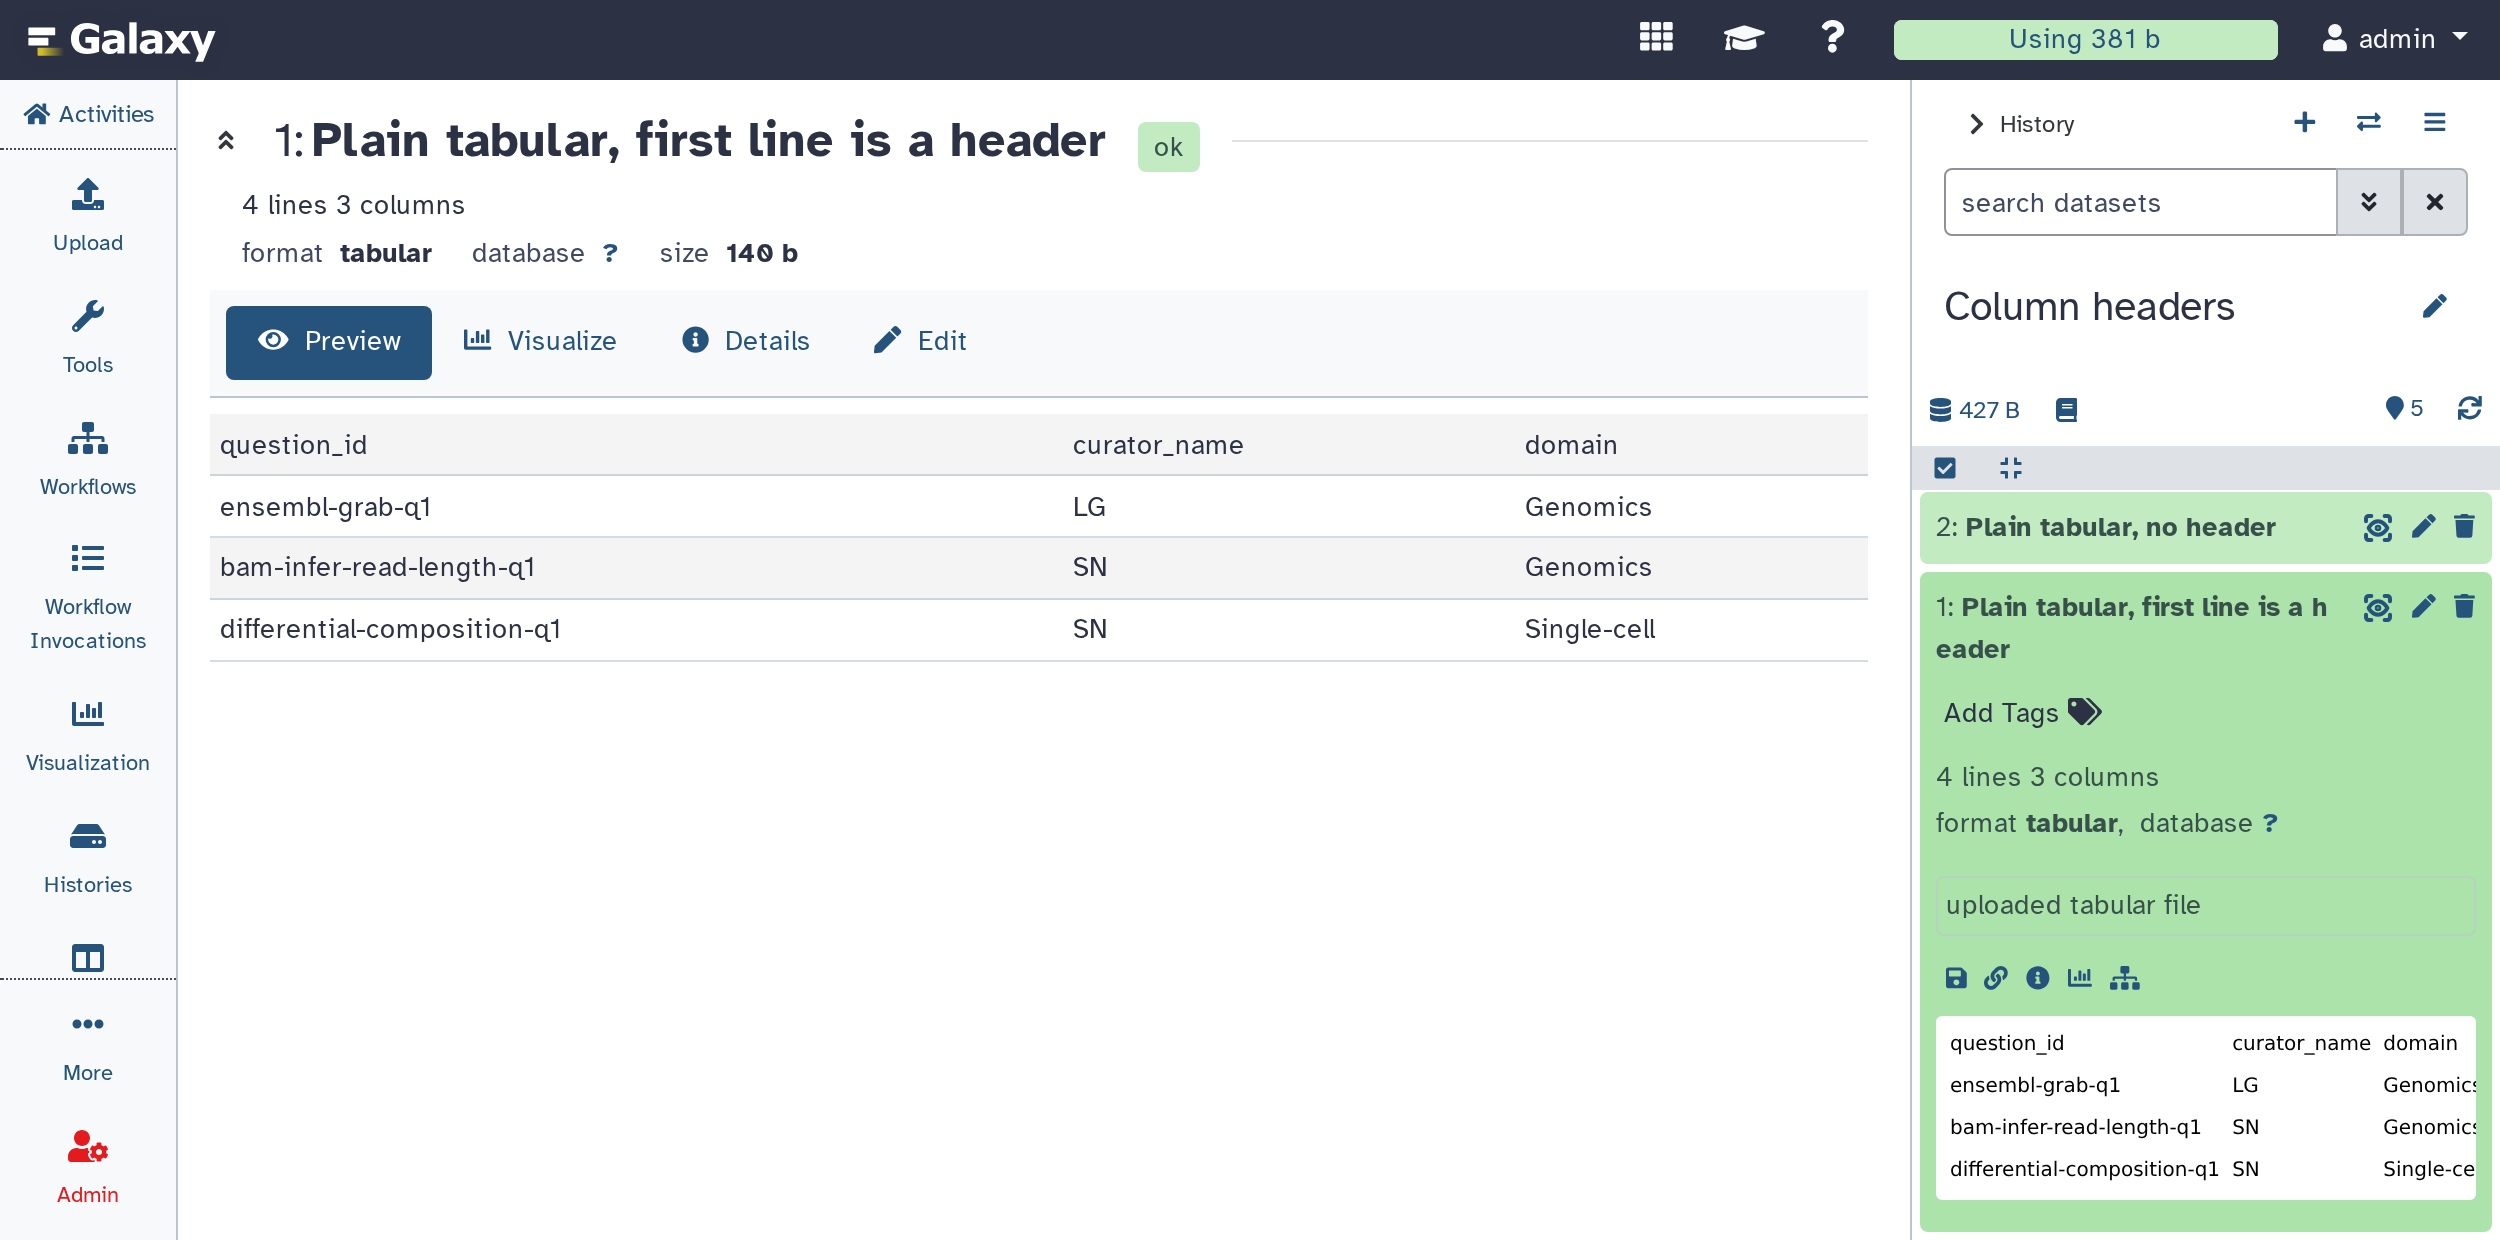 Galaxy
Using 381 b
admin
Activities
Upload
Tools
Workflows
Workflow
Invocations
Visualization
Histories
More
Admin
1: Plain tabular, first line is a header ok
4 lines 3 columns
format tabular database ? size 140 b
Preview Visualize Details Edit
question_id curator_name domain
ensembl-grab-q1 LG Genomics
bam-infer-read-length-q1 SN Genomics
differential-composition-q1 SN Single-cell
History
search datasets
Column headers
427 B 5
2: Plain tabular, no header
1: Plain tabular, first line is a h
eader
Add Tags
4 lines 3 columns
format tabular, database ?
uploaded tabular file
question_id curator_name domain
ensembl-grab-q1 LG Genomics
bam-infer-read-length-q1 SN Genomics
differential-composition-q1 SN Single-ce